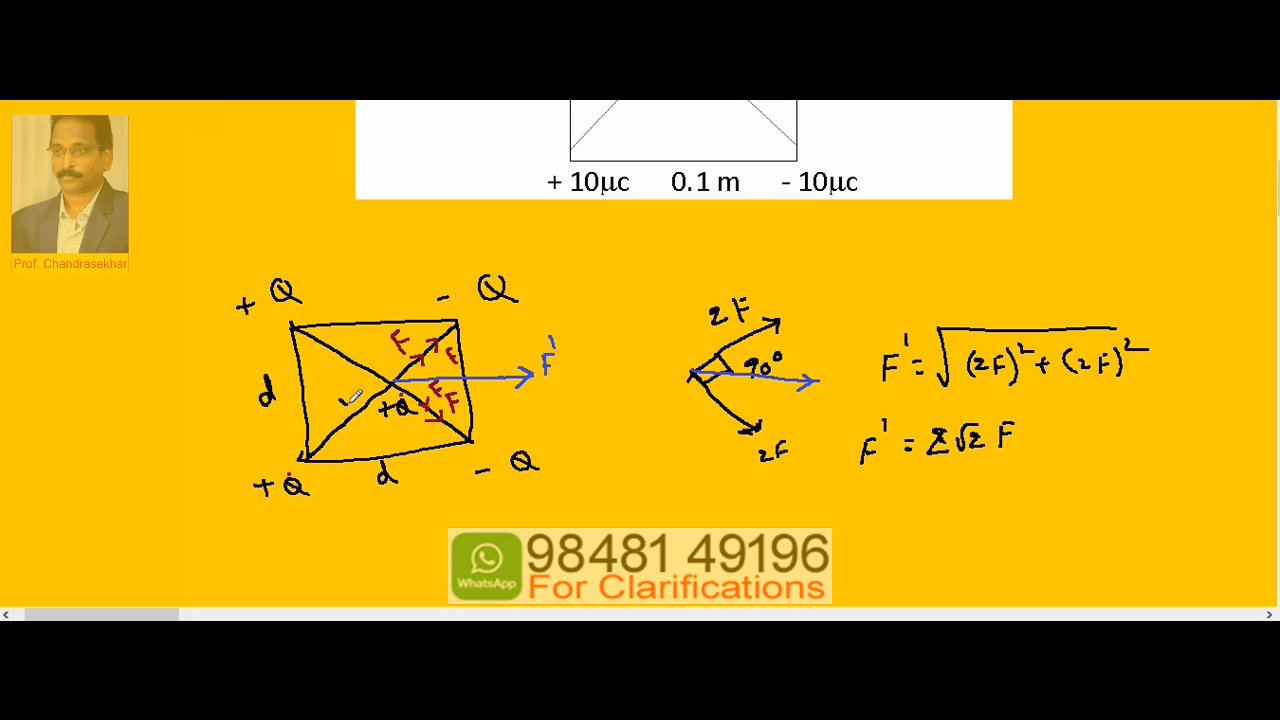 + 10μc 0.1 m - 10μc
Prof. Chandrasekhar
+ Q - Q
d
F F
F'
+Q
F F
+ Q d - Q
2F
90°
2F
F' = √(2F)² + (2F)²
F' = 2√2 F
WhatsApp
98481 49196
For Clarifications